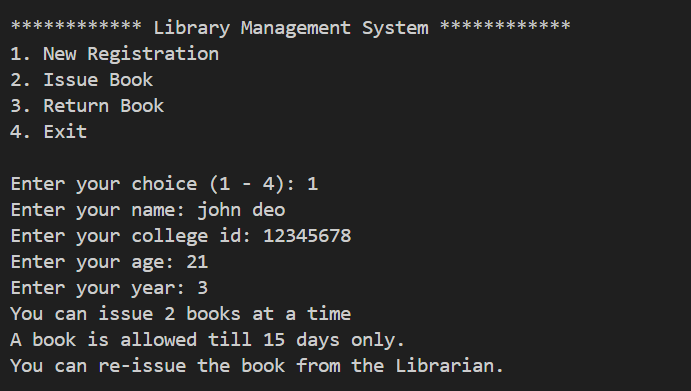 ************ Library Management System ************
1. New Registration
2. Issue Book
3. Return Book
4. Exit
Enter your choice (1 - 4): 1
Enter your name: john deo
Enter your college id: 12345678
Enter your age: 21
Enter your year: 3
You can issue 2 books at a time
A book is allowed till 15 days only.
You can re-issue the book from the Librarian.